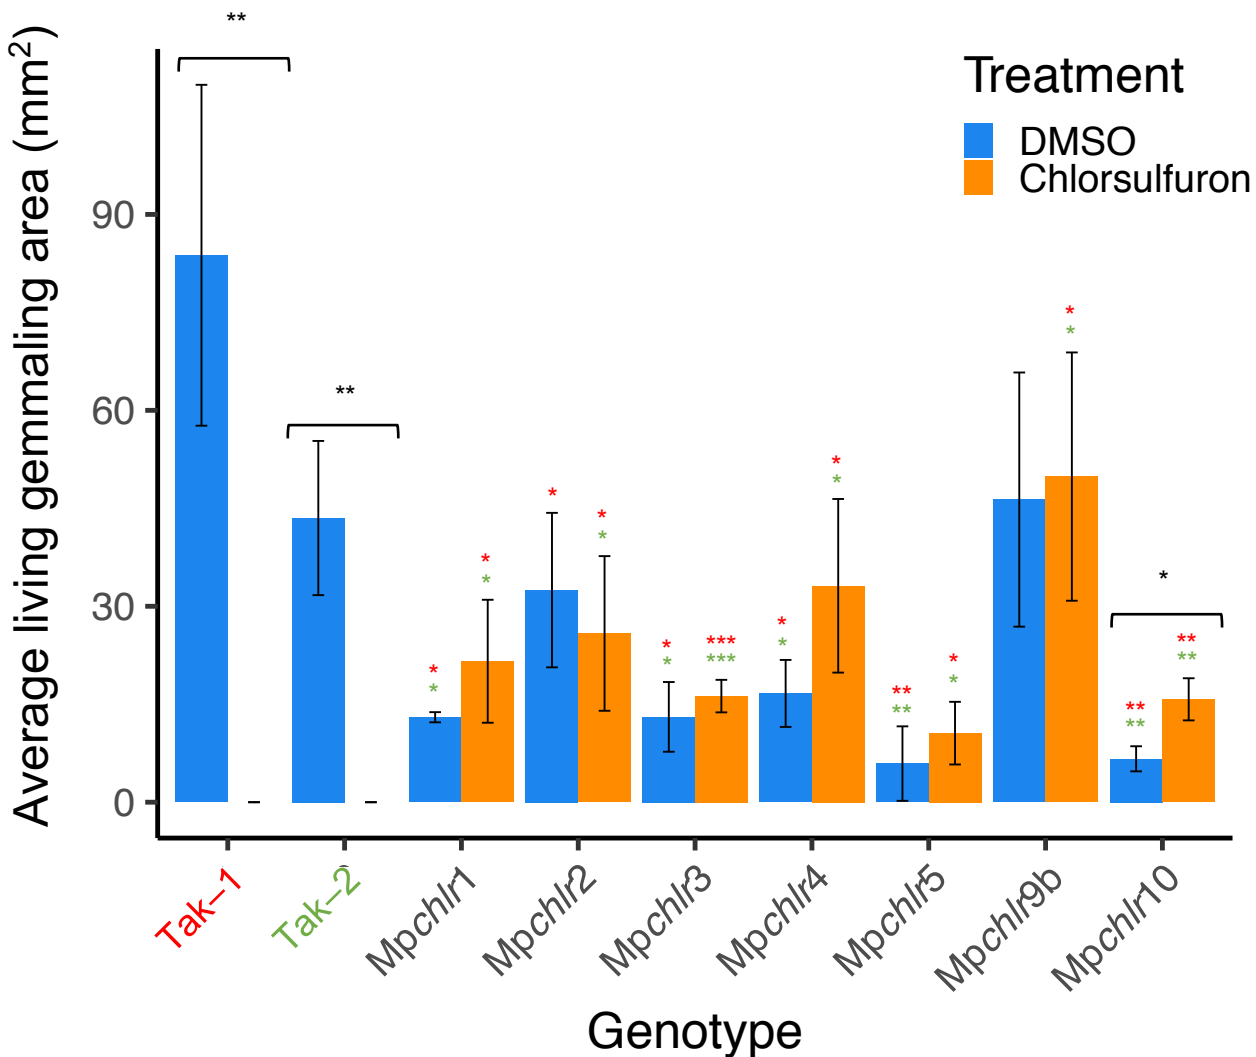 Average living gemmaling area (mm²)
90
60
30
0
**
**
*
*
*
*
*
*
*
*
*
*
*
***
***
*
*
*
*
**
**
*
*
*
*
*
**
**
**
**
Treatment
DMSO
Chlorsulfuron
Tak–1
Tak–2
Mpchlr1
Mpchlr2
Mpchlr3
Mpchlr4
Mpchlr5
Mpchlr9b
Mpchlr10
Genotype